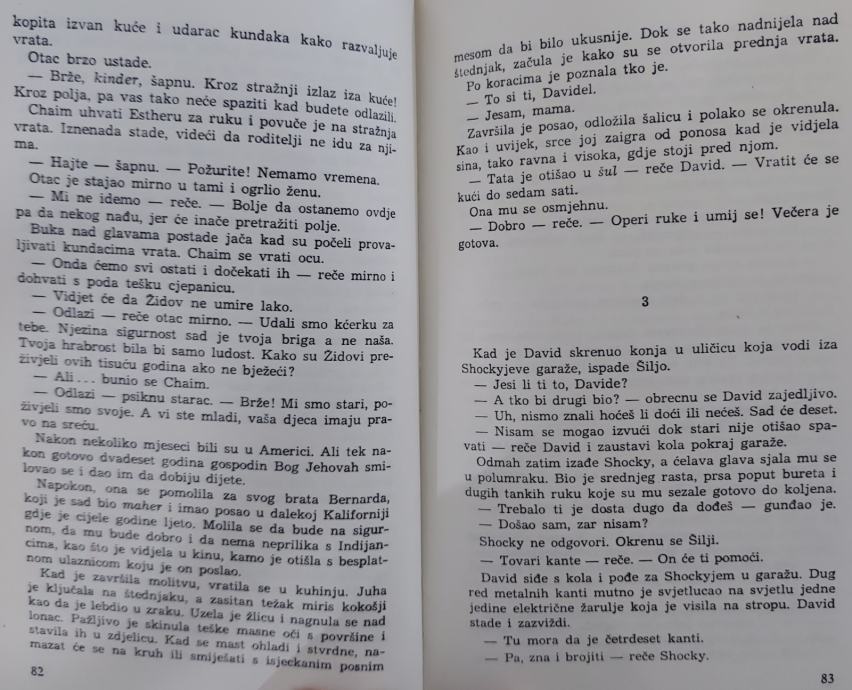 kopita izvan kuće i udarac kundaka kako razvaljuje
vrata.
Otac brzo ustade.
— Brže, kinder, šapnu. Kroz stražnji izlaz iza kuće!
Kroz polja, pa vas tako neće spaziti kad budete odlazili.
Chaim uhvati Estheru za ruku i povuče je na stražnja
vrata. Iznenada stade, videći da roditelji ne idu za nji-
ma.
— Hajte — šapnu. — Požurite! Nemamo vremena.
Otac je stajao mirno u tami i ogrlio ženu.
— Mi ne idemo — reče. — Bolje da ostanemo ovdje
pa da nekog nađu, jer će inače pretražiti polje.
Buka nad glavama postade jača kad su počeli prova-
ljivati kundacima vrata. Chaim se vrati ocu.
— Onda ćemo svi ostati i dočekati ih — reče mirno i
dohvati s poda tešku cjepanicu.
— Vidjet će da Židov ne umire lako.
— Odlazi — reče otac mirno. — Udali smo kćerku za
tebe. Njezina sigurnost sad je tvoja briga a ne naša.
Tvoja hrabrost bila bi samo ludost. Kako su Židovi pre-
živjeli ovih tisuću godina ako ne bježeći?
— Ali... bunio se Chaim.
— Odlazi — psiknu starac. — Brže! Mi smo stari, po-
živjeli smo svoje. A vi ste mladi, vaša djeca imaju pra-
vo na sreću.
Nakon nekoliko mjeseci bili su u Americi. Ali tek na-
kon gotovo dvadeset godina gospodin Bog Jehovah smi-
lovao se i dao im da dobiju dijete.
Napokon, ona se pomolila za svog brata Bernarda,
koji je sad bio maher i imao posao u dalekoj Kaliforniji
gdje je cijele godine ljeto. Molila se da bude na sigur-
nom, da mu bude dobro i da nema neprilika s Indijan-
cima, kao što je vidjela u kinu, kamo je otišla s besplat-
nom ulaznicom koju je on poslao.
Kad je završila molitvu, vratila se u kuhinju. Juha
je ključala na štednjaku, a zasitan težak miris kokošji
kao da je lebdio u zraku. Uzela je žlicu i nagnula se nad
lonac. Pažljivo je skinula teške masne oči s površine i
stavila ih u zdjelicu. Kad se mast ohladi i stvrdne, na-
mazat će se na kruh ili smiješati s isjeckanim posnim
82
mesom da bi bilo ukusnije. Dok se tako nadnijela nad
štednjak, začula je kako su se otvorila prednja vrata.
Po koracima je poznala tko je.
— To si ti, Davidel.
— Jesam, mama.
Završila je posao, odložila šalicu i polako se okrenula.
Kao i uvijek, srce joj zaigra od ponosa kad je vidjela
sina, tako ravna i visoka, gdje stoji pred njom.
— Tata je otišao u šul — reče David. — Vratit će se
kući do sedam sati.
Ona mu se osmjehnu.
— Dobro — reče. — Operi ruke i umij se! Večera je
gotova.
3
Kad je David skrenuo konja u uličicu koja vodi iza
Shockyjeve garaže, ispade Šiljo.
— Jesi li ti to, Davide?
— A tko bi drugi bio? — obrecnu se David zajedljivo.
— Uh, nismo znali hoćeš li doći ili nećeš. Sad će deset.
— Nisam se mogao izvući dok stari nije otišao spa-
vati — reče David i zaustavi kola pokraj garaže.
Odmah zatim izađe Shocky, a ćelava glava sjala mu se
u polumraku. Bio je srednjeg rasta, prsa poput bureta i
dugih tankih ruku koje su mu sezale gotovo do koljena.
— Trebalo ti je dosta dugo da dođeš — gunđao je.
— Došao sam, zar nisam?
Shocky ne odgovori. Okrenu se Šilji.
— Tovari kante — reče. — On će ti pomoći.
David siđe s kola i pođe za Shockyjem u garažu. Dug
red metalnih kanti mutno je svjetlucao na svjetlu jedne
jedine električne žarulje koja je visila na stropu. David
stade i zazviždi.
— Tu mora da je četrdeset kanti.
— Pa, zna i brojiti — reče Shocky.
83